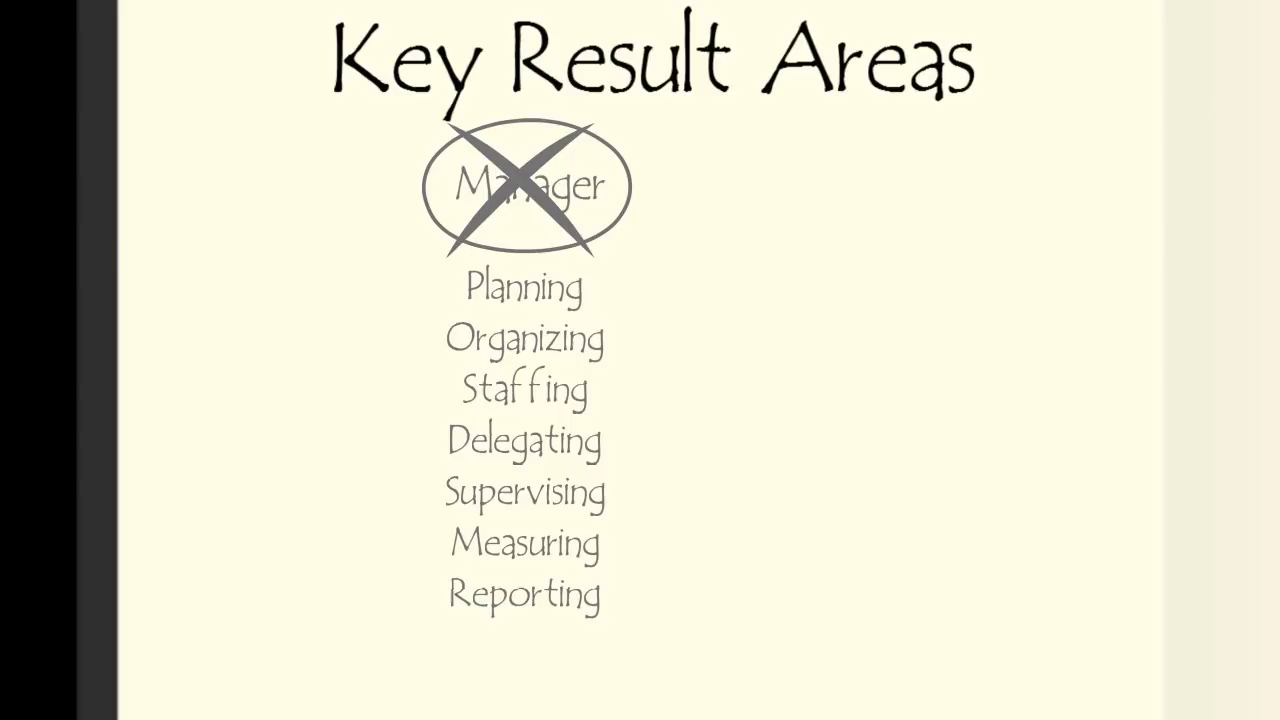 Key Result Areas
Manager
Planning
Organizing
Staffing
Delegating
Supervising
Measuring
Reporting